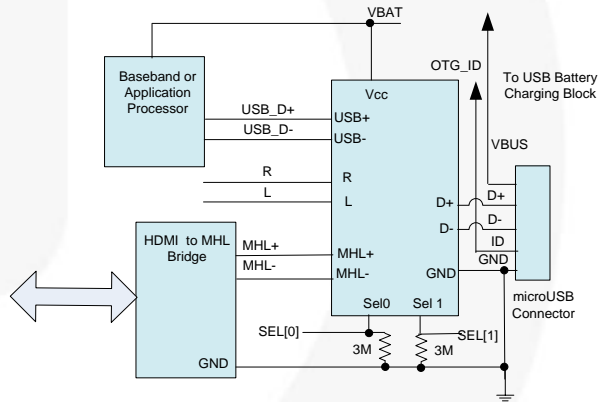 VBAT
OTG_ID
Baseband or
Application
Processor
To USB Battery
Charging Block
Vcc
USB_D+
USB+
USB_D-
USB-
VBUS
R
R
L
L
D+
D+
D-
D-
HDMI to MHL
Bridge
MHL+
MHL+
MHL-
MHL-
ID
GND
GND
microUSB
Connector
Sel0
Sel 1
SEL[0]
SEL[1]
3M
3M
GND